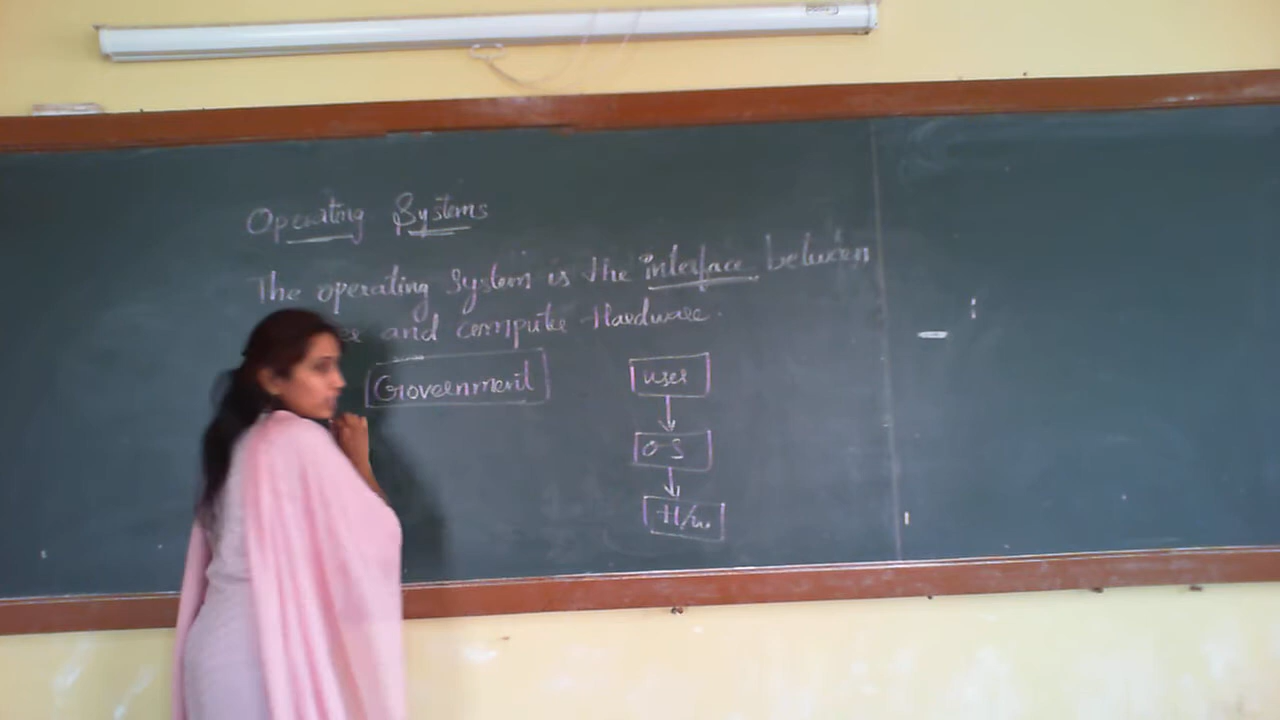 Operating Systems
The operating System is the interface between
and computer Hardware.
Government
user
O-S
H/w.